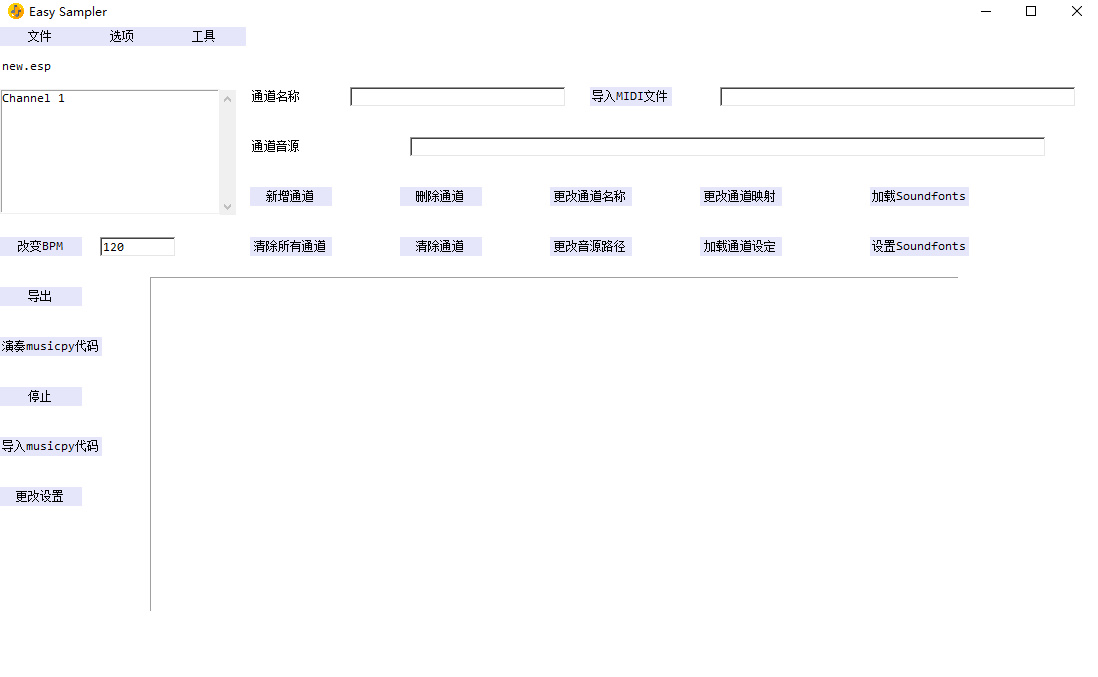 Easy Sampler
文件 选项 工具
new.esp
Channel 1
通道名称 导入MIDI文件
通道音源
新增通道 删除通道 更改通道名称 更改通道映射 加载Soundfonts
改变BPM 120 清除所有通道 清除通道 更改音源路径 加载通道设定 设置Soundfonts
导出
演奏musicpy代码
停止
导入musicpy代码
更改设置